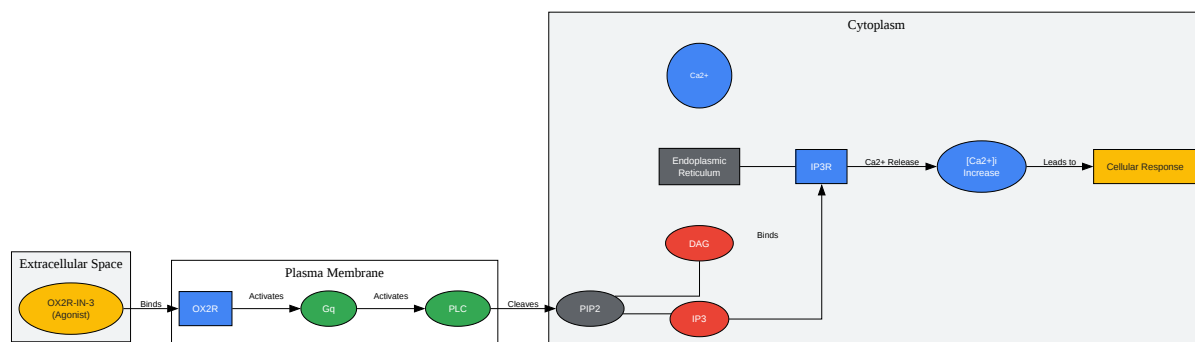 Cytoplasm
Ca2+
Endoplasmic
Reticulum
IP3R
Ca2+ Release
[Ca2+]i
Increase
Leads to
Cellular Response
DAG
Binds
Extracellular Space
OX2R-IN-3
(Agonist)
Binds
Plasma Membrane
OX2R
Activates
Gq
Activates
PLC
Cleaves
PIP2
IP3